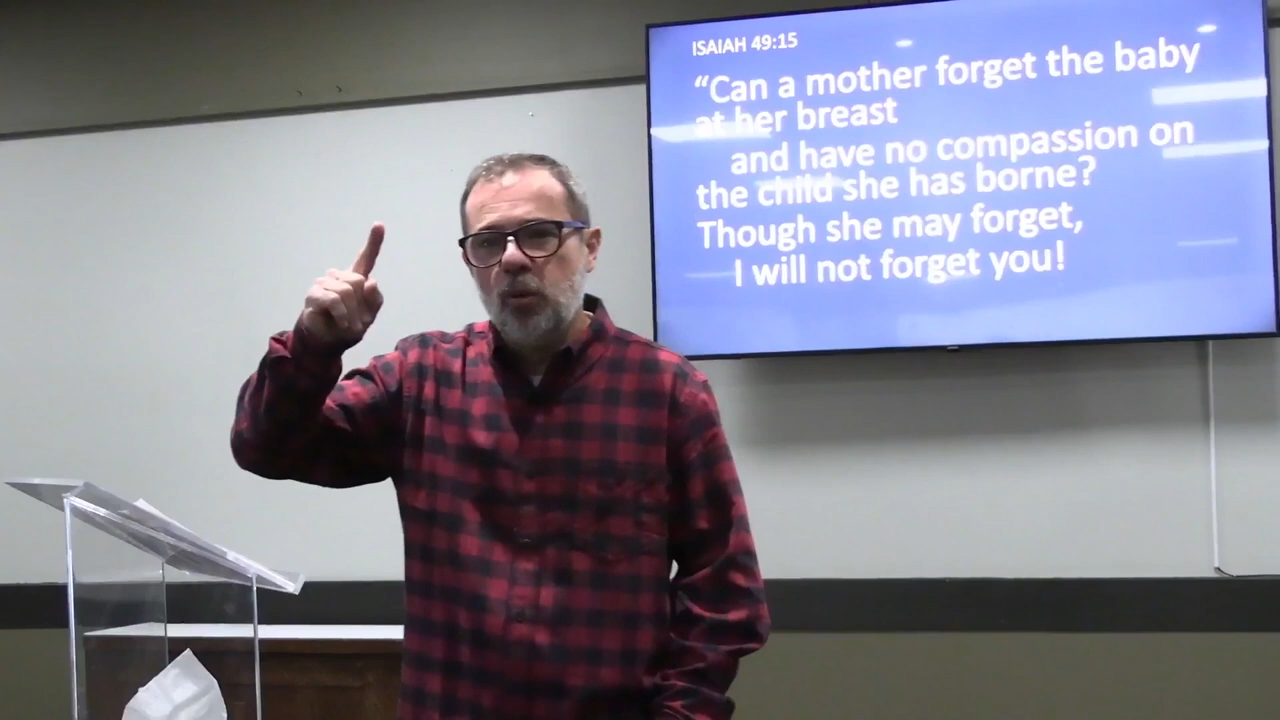 ISAIAH 49:15
“Can a mother forget the baby
at her breast
and have no compassion on
the child she has borne?
Though she may forget,
I will not forget you!